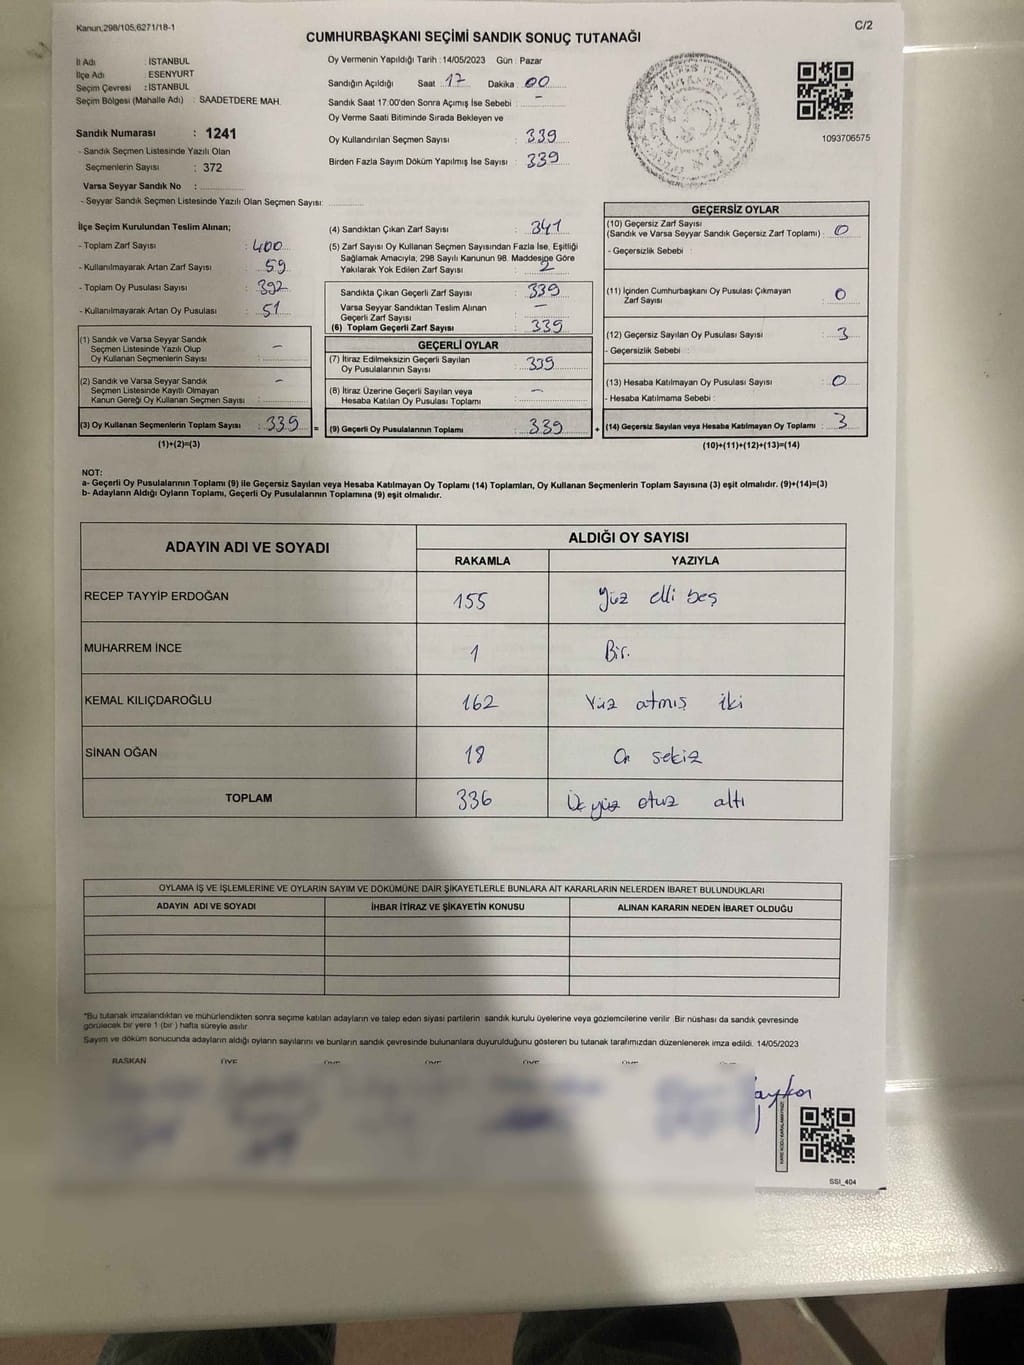 Kanun,298/105,6271/18-1
C/2
CUMHURBAŞKANI SEÇİMİ SANDIK SONUÇ TUTANAĞI
İl Adı : İSTANBUL
İlçe Adı : ESENYURT
Seçim Çevresi : İSTANBUL
Seçim Bölgesi (Mahalle Adı) : SAADETDERE MAH.
Sandık Numarası : 1241
- Sandık Seçmen Listesinde Yazılı Olan
Seçmenlerin Sayısı : 372
Varsa Seyyar Sandık No :
- Seyyar Sandık Seçmen Listesinde Yazılı Olan Seçmen Sayısı:
Oy Vermenin Yapıldığı Tarih : 14/05/2023 Gün : Pazar
Sandığın Açıldığı Saat : 17 Dakika : 00
Sandık Saat 17:00'den Sonra Açımış İse Sebebi : -
Oy Verme Saati Bitiminde Sırada Bekleyen ve
Oy Kullandırılan Seçmen Sayısı : 339
Birden Fazla Sayım Döküm Yapılmış İse Sayısı : 339
1093706575
İlçe Seçim Kurulundan Teslim Alınan;
- Toplam Zarf Sayısı : 400
- Kullanılmayarak Artan Zarf Sayısı : 59
- Toplam Oy Pusulası Sayısı : 392
- Kullanılmayarak Artan Oy Pusulası : 51
(1) Sandık ve Varsa Seyyar Sandık
Seçmen Listesinde Yazılı Olup
Oy Kullanan Seçmenlerin Sayısı : -
(2) Sandık ve Varsa Seyyar Sandık
Seçmen Listesinde Kayıtlı Olmayan
Kanun Gereği Oy Kullanan Seçmen Sayısı : -
(3) Oy Kullanan Seçmenlerin Toplam Sayısı : 339 =
(1)+(2)=(3)
(4) Sandıktan Çıkan Zarf Sayısı : 341
(5) Zarf Sayısı Oy Kullanan Seçmen Sayısından Fazla İse, Eşitliği
Sağlamak Amacıyla; 298 Sayılı Kanunun 98. Maddesine Göre
Yakılarak Yok Edilen Zarf Sayısı : 2
Sandıkta Çıkan Geçerli Zarf Sayısı : 339
Varsa Seyyar Sandıktan Teslim Alınan
Geçerli Zarf Sayısı : -
(6) Toplam Geçerli Zarf Sayısı : 339
GEÇERLİ OYLAR
(7) İtiraz Edilmeksizin Geçerli Sayılan
Oy Pusulalarının Sayısı : 339
(8) İtiraz Üzerine Geçerli Sayılan veya
Hesaba Katılan Oy Pusulası Toplamı : -
(9) Geçerli Oy Pusulalarının Toplamı : 339 +
GEÇERSİZ OYLAR
(10) Geçersiz Zarf Sayısı
(Sandık ve Varsa Seyyar Sandık Geçersiz Zarf Toplamı) : 0
- Geçersizlik Sebebi :
(11) İçinden Cumhurbaşkanı Oy Pusulası Çıkmayan
Zarf Sayısı : 0
(12) Geçersiz Sayılan Oy Pusulası Sayısı : 3
- Geçersizlik Sebebi :
(13) Hesaba Katılmayan Oy Pusulası Sayısı : 0
- Hesaba Katılmama Sebebi :
(14) Geçersiz Sayılan veya Hesaba Katılmayan Oy Toplamı : 3
(10)+(11)+(12)+(13)=(14)
NOT:
a- Geçerli Oy Pusulalarının Toplamı (9) ile Geçersiz Sayılan veya Hesaba Katılmayan Oy Toplamı (14) Toplamları, Oy Kullanan Seçmenlerin Toplam Sayısına (3) eşit olmalıdır. (9)+(14)=(3)
b- Adayların Aldığı Oyların Toplamı, Geçerli Oy Pusulalarının Toplamına (9) eşit olmalıdır.
ADAYIN ADI VE SOYADI
ALDIĞI OY SAYISI
RAKAMLA YAZIYLA
RECEP TAYYİP ERDOĞAN 155 Yüz elli beş
MUHARREM İNCE 1 Bir.
KEMAL KILIÇDAROĞLU 162 Yüz atmış iki
SİNAN OĞAN 18 On sekiz
TOPLAM 336 Üç yüz otuz altı
OYLAMA İŞ VE İŞLEMLERİNE VE OYLARIN SAYIM VE DÖKÜMÜNE DAİR ŞİKAYETLERLE BUNLARA AİT KARARLARIN NELERDEN İBARET BULUNDUKLARI
ADAYIN ADI VE SOYADI İHBAR İTİRAZ VE ŞİKAYETİN KONUSU ALINAN KARARIN NEDEN İBARET OLDUĞU
*Bu tutanak imzalandıktan ve mühürlendikten sonra seçime katılan adayların ve talep eden siyasi partilerin sandık kurulu üyelerine veya gözlemcilerine verilir .Bir nüshası da sandık çevresinde
görülecek bir yere 1 (bir ) hafta süreyle asılır.
Sayım ve döküm sonucunda adayların aldığı oyların sayılarını ve bunların sandık çevresinde bulunanlara duyurulduğunu gösteren bu tutanak tarafımızdan düzenlenerek imza edildi. 14/05/2023
BAŞKAN ÜYE ÜYE ÜYE ÜYE ÜYE
SSI_404